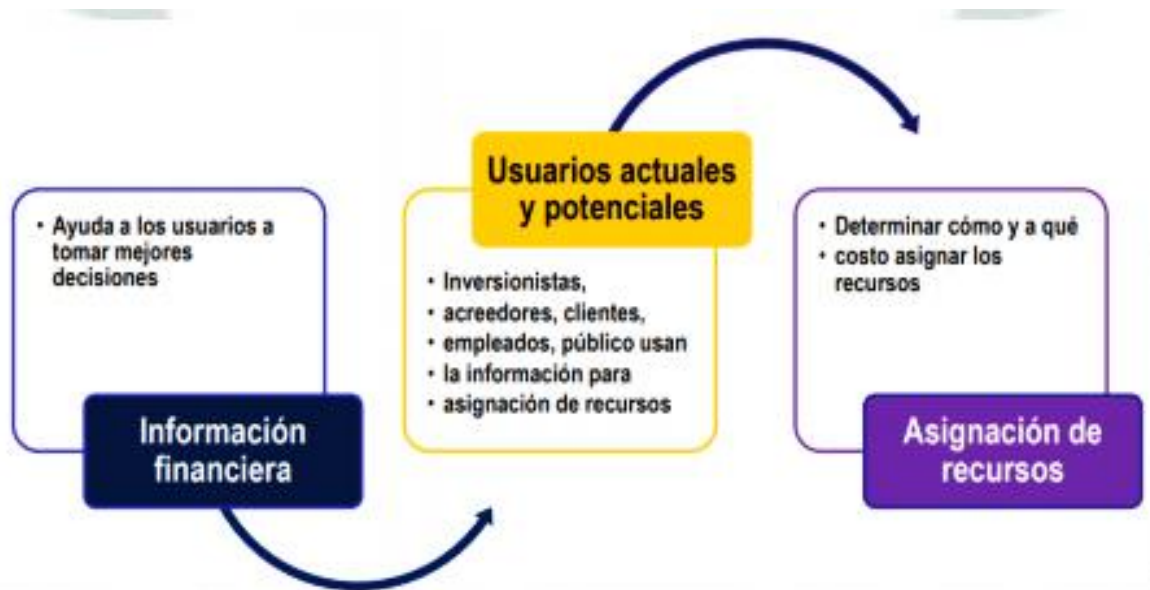 • Ayuda a los usuarios a
tomar mejores
decisiones
Información
financiera
Usuarios actuales
y potenciales
• Inversionistas,
• acreedores, clientes,
• empleados, público usan
• la información para
• asignación de recursos
• Determinar cómo y a qué
• costo asignar los
recursos
Asignación de
recursos